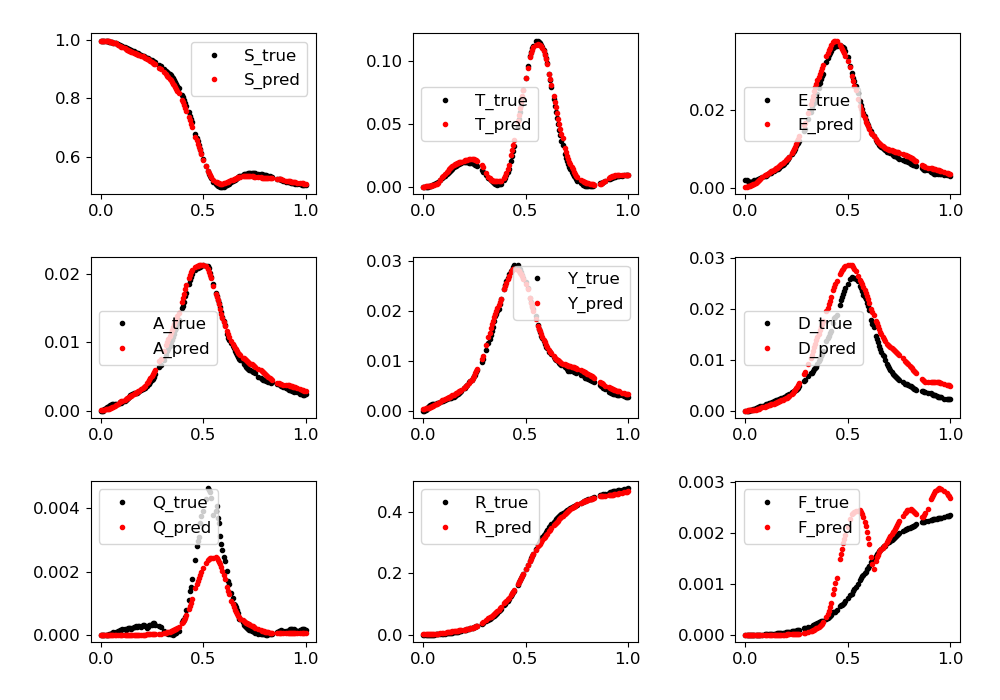 1.0
0.8
0.6
0.0 0.5 1.0
S_true
S_pred
0.10
0.05
0.00
0.0 0.5 1.0
T_true
T_pred
0.02
0.00
0.0 0.5 1.0
E_true
E_pred
0.02
0.01
0.00
0.0 0.5 1.0
A_true
A_pred
0.03
0.02
0.01
0.00
0.0 0.5 1.0
Y_true
Y_pred
0.03
0.02
0.01
0.00
0.0 0.5 1.0
D_true
D_pred
0.004
0.002
0.000
0.0 0.5 1.0
Q_true
Q_pred
0.4
0.2
0.0
0.0 0.5 1.0
R_true
R_pred
0.003
0.002
0.001
0.000
0.0 0.5 1.0
F_true
F_pred